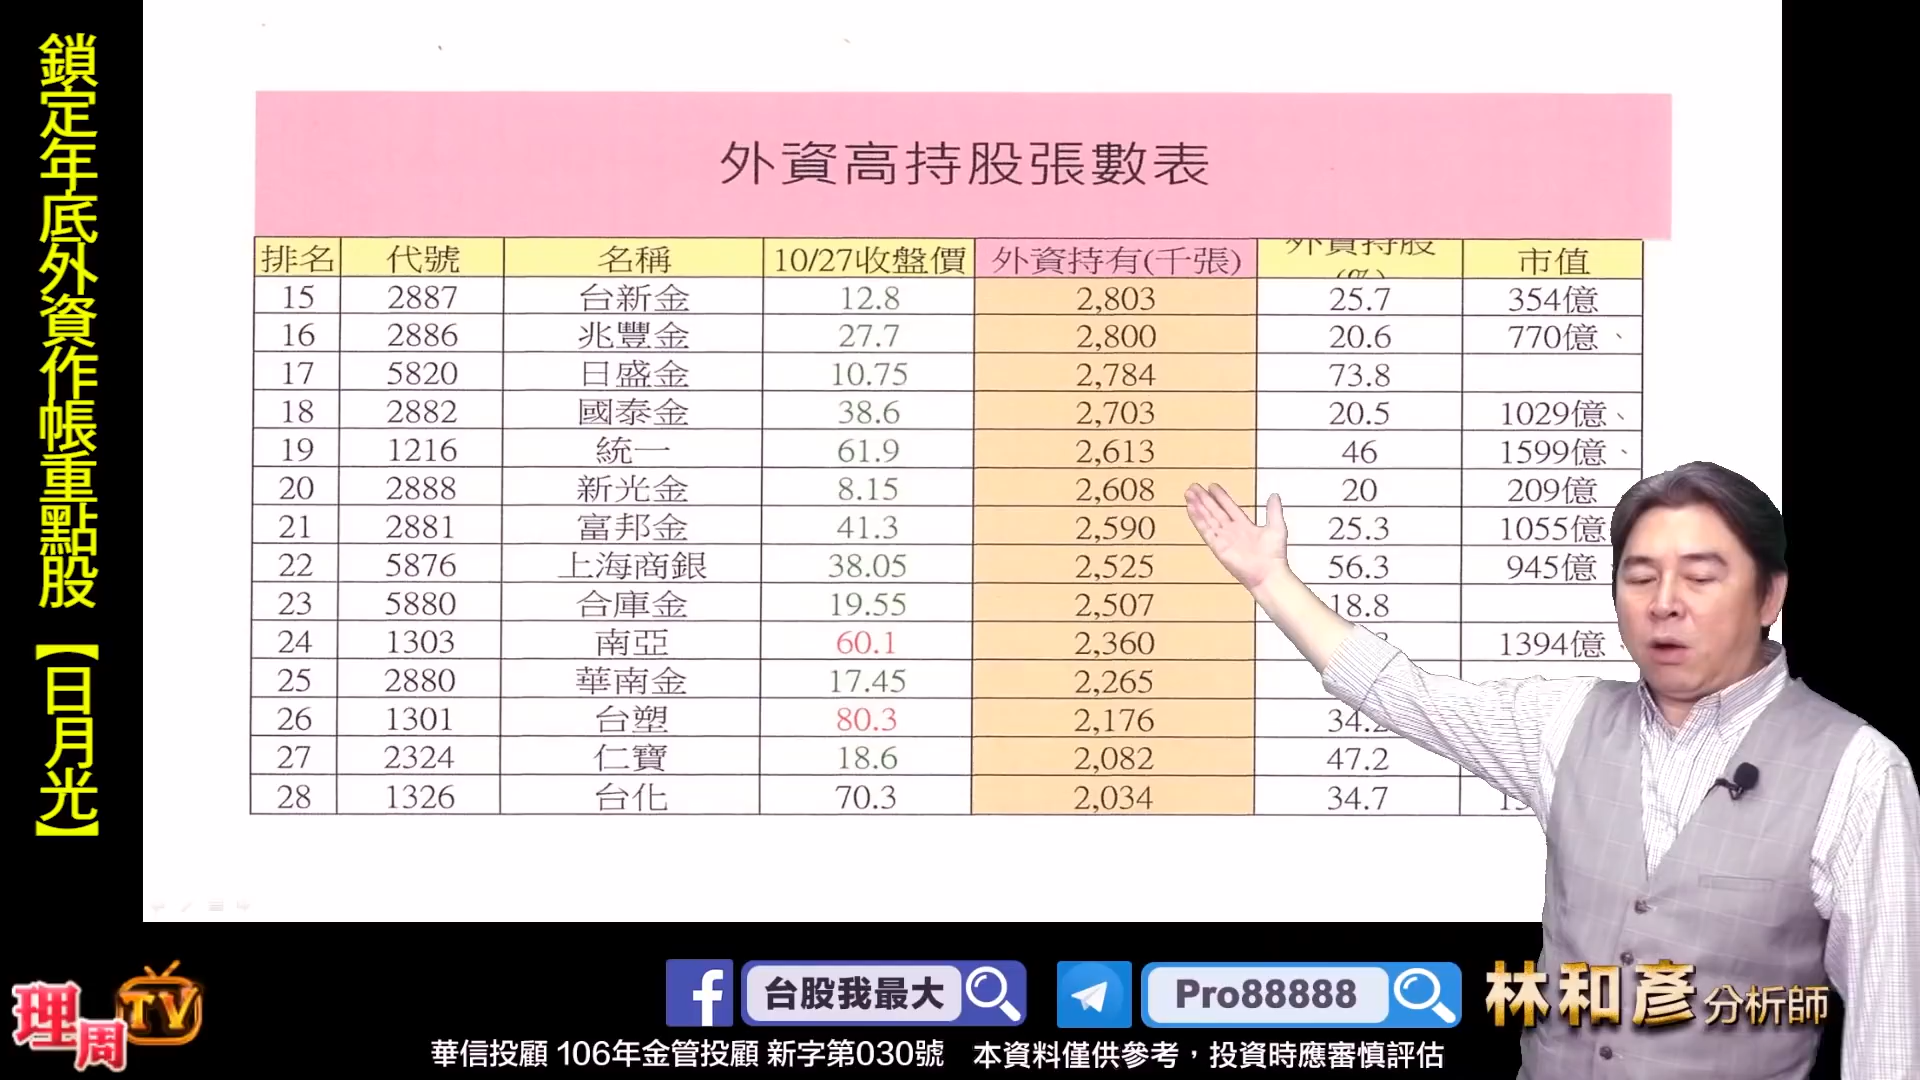 鎖定年底外資作帳重點股【日月光】
外資高持股張數表
排名 代號 名稱 10/27收盤價 外資持有(千張) 外資持股(%) 市值
15 2887 台新金 12.8 2,803 25.7 354億
16 2886 兆豐金 27.7 2,800 20.6 770億、
17 5820 日盛金 10.75 2,784 73.8
18 2882 國泰金 38.6 2,703 20.5 1029億、
19 1216 統一 61.9 2,613 46 1599億、
20 2888 新光金 8.15 2,608 20 209億
21 2881 富邦金 41.3 2,590 25.3 1055億
22 5876 上海商銀 38.05 2,525 56.3 945億
23 5880 合庫金 19.55 2,507 18.8
24 1303 南亞 60.1 2,360 1394億、
25 2880 華南金 17.45 2,265
26 1301 台塑 80.3 2,176 34.2
27 2324 仁寶 18.6 2,082 47.2
28 1326 台化 70.3 2,034 34.7
理周TV
台股我最大
Pro88888
林和彥分析師
華信投顧 106年金管投顧 新字第030號 本資料僅供參考，投資時應審慎評估